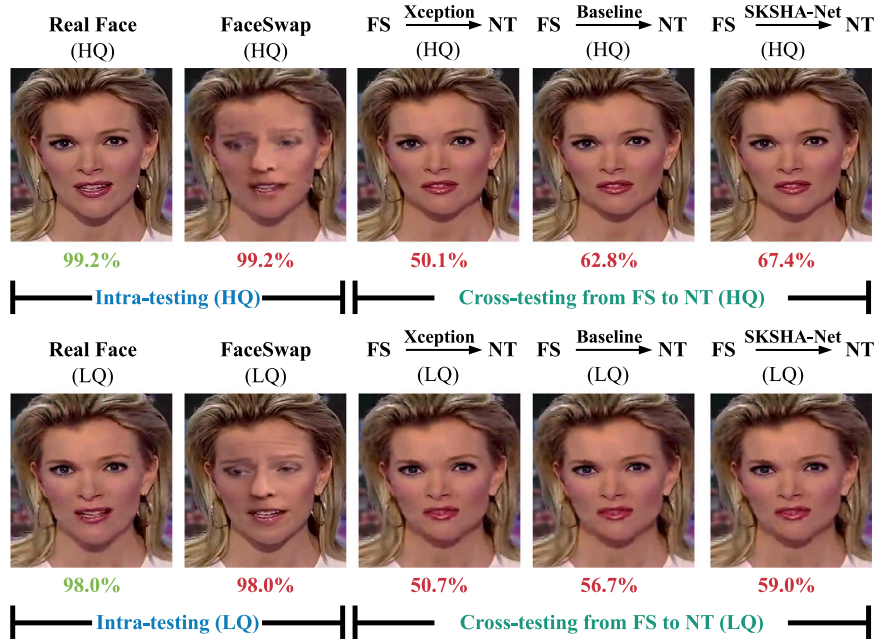 Real Face FaceSwap FS Xception NT FS Baseline NT FS SKSHA-Net NT
(HQ) (HQ) (HQ) (HQ) (HQ)
99.2% 99.2% 50.1% 62.8% 67.4%
Intra-testing (HQ) Cross-testing from FS to NT (HQ)
Real Face FaceSwap FS Xception NT FS Baseline NT FS SKSHA-Net NT
(LQ) (LQ) (LQ) (LQ) (LQ)
98.0% 98.0% 50.7% 56.7% 59.0%
Intra-testing (LQ) Cross-testing from FS to NT (LQ)